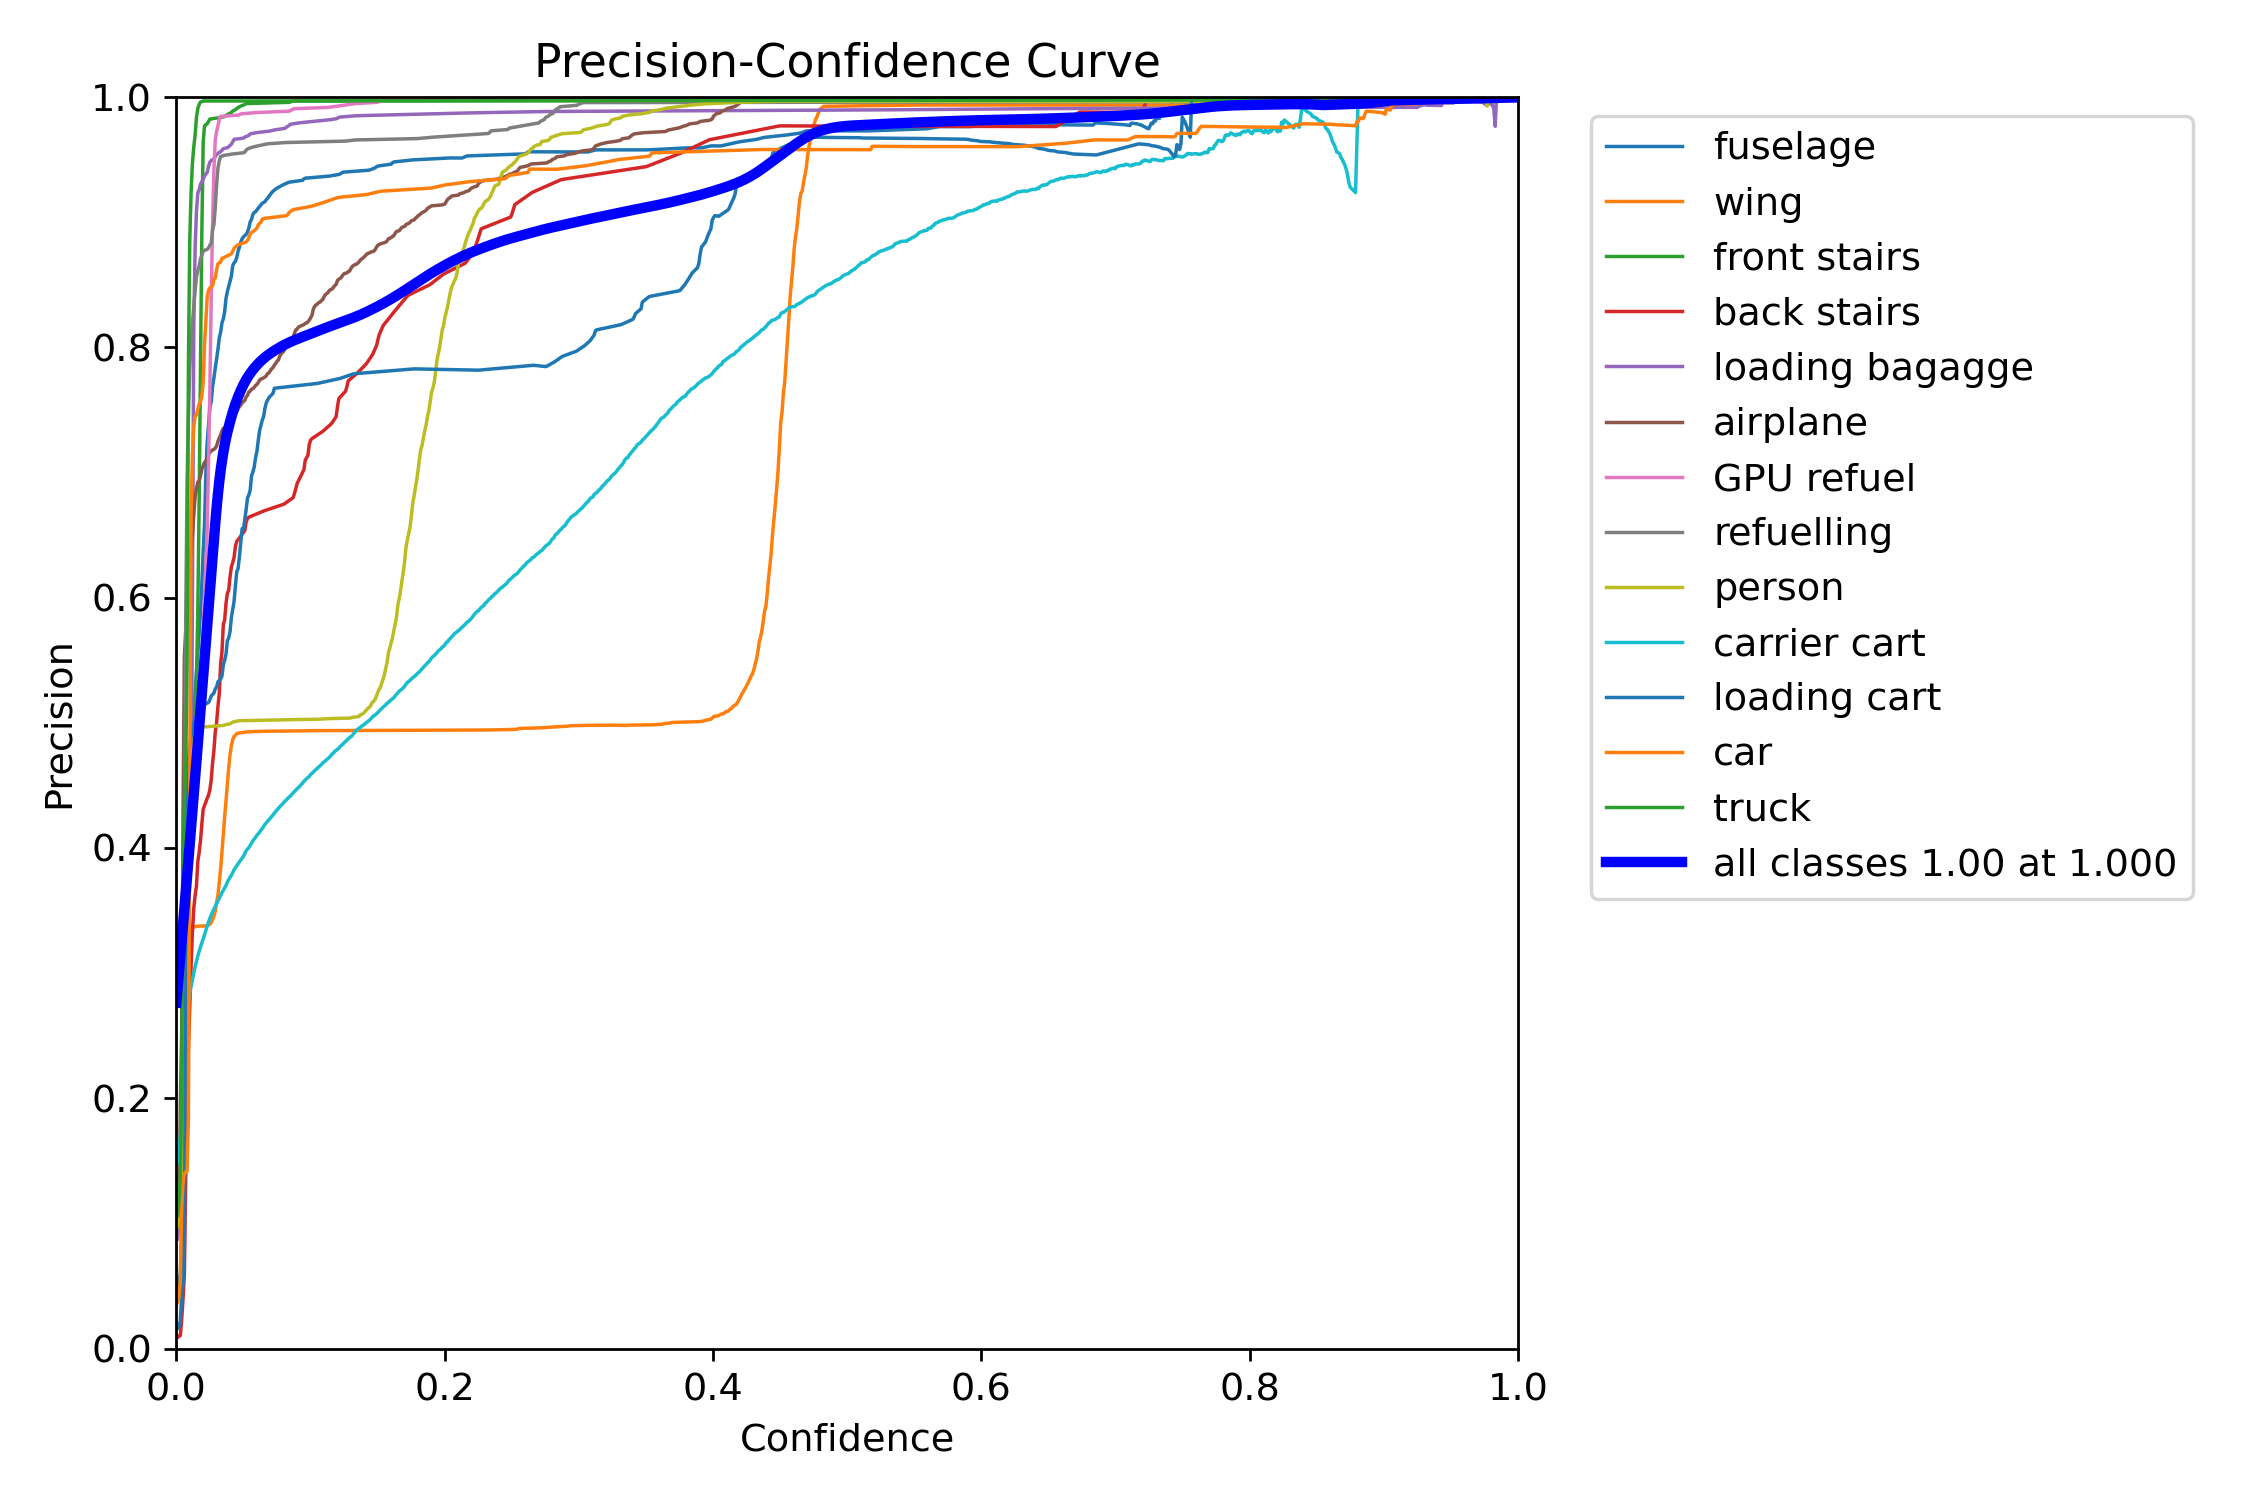 Precision-Confidence Curve
1.0
0.8
0.6
0.4
0.2
0.0
Precision
0.0 0.2 0.4 0.6 0.8 1.0
Confidence
fuselage
wing
front stairs
back stairs
loading bagagge
airplane
GPU refuel
refuelling
person
carrier cart
loading cart
car
truck
all classes 1.00 at 1.000